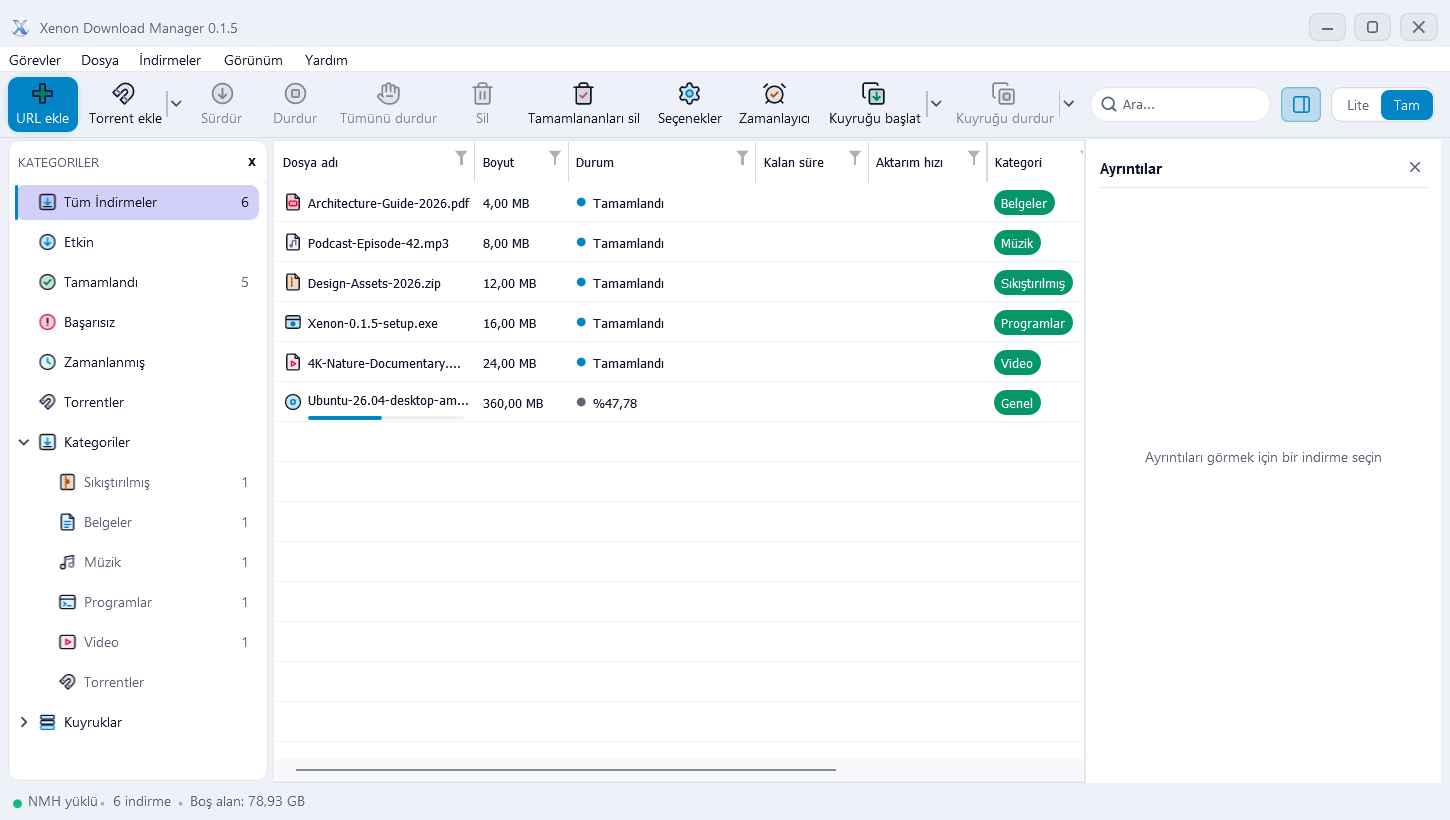 Xenon Download Manager 0.1.5
Görevler Dosya İndirmeler Görünüm Yardım
URL ekle Torrent ekle Sürdür Durdur Tümünü durdur Sil Tamamlananları sil Seçenekler Zamanlayıcı Kuyruğu başlat Kuyruğu durdur Ara... Lite Tam
KATEGORILER x
Tüm İndirmeler 6
Etkin
Tamamlandı 5
Başarısız
Zamanlanmış
Torrentler
Kategoriler
Sıkıştırılmış 1
Belgeler 1
Müzik 1
Programlar 1
Video 1
Torrentler
Kuyruklar
Dosya adı Boyut Durum Kalan süre Aktarım hızı Kategori
Architecture-Guide-2026.pdf 4,00 MB Tamamlandı Belgeler
Podcast-Episode-42.mp3 8,00 MB Tamamlandı Müzik
Design-Assets-2026.zip 12,00 MB Tamamlandı Sıkıştırılmış
Xenon-0.1.5-setup.exe 16,00 MB Tamamlandı Programlar
4K-Nature-Documentary.... 24,00 MB Tamamlandı Video
Ubuntu-26.04-desktop-am... 360,00 MB %47,78 Genel
Ayrıntılar
Ayrıntıları görmek için bir indirme seçin
NMH yüklü • 6 indirme • Boş alan: 78,93 GB